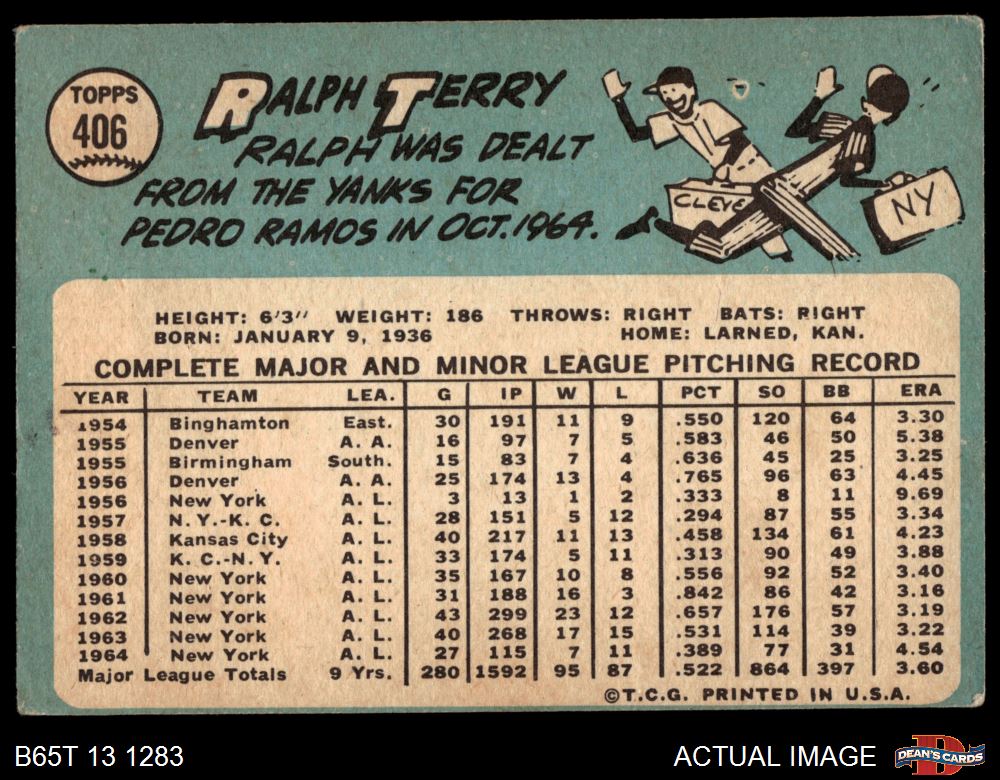 TOPPS
406
RALPH TERRY
RALPH WAS DEALT
FROM THE YANKS FOR
PEDRO RAMOS IN OCT. 1964.
CLEVE
NY
HEIGHT: 6'3" WEIGHT: 186 THROWS: RIGHT BATS: RIGHT
BORN: JANUARY 9, 1936 HOME: LARNED, KAN.
COMPLETE MAJOR AND MINOR LEAGUE PITCHING RECORD
YEAR TEAM LEA. G IP W L PCT SO BB ERA
1954 Binghamton East. 30 191 11 9 .550 120 64 3.30
1955 Denver A. A. 16 97 7 5 .583 46 50 5.38
1955 Birmingham South. 15 83 7 4 .636 45 25 3.25
1956 Denver A. A. 25 174 13 4 .765 96 63 4.45
1956 New York A. L. 3 13 1 2 .333 8 11 9.69
1957 N. Y.-K. C. A. L. 28 151 5 12 .294 87 55 3.34
1958 Kansas City A. L. 40 217 11 13 .458 134 61 4.23
1959 K. C.-N. Y. A. L. 33 174 5 11 .313 90 49 3.88
1960 New York A. L. 35 167 10 8 .556 92 52 3.40
1961 New York A. L. 31 188 16 3 .842 86 42 3.16
1962 New York A. L. 43 299 23 12 .657 176 57 3.19
1963 New York A. L. 40 268 17 15 .531 114 39 3.22
1964 New York A. L. 27 115 7 11 .389 77 31 4.54
Major League Totals 9 Yrs. 280 1592 95 87 .522 864 397 3.60
©T.C.G. PRINTED IN U.S.A.
B65T 13 1283
ACTUAL IMAGE
D
DEAN'S CARDS